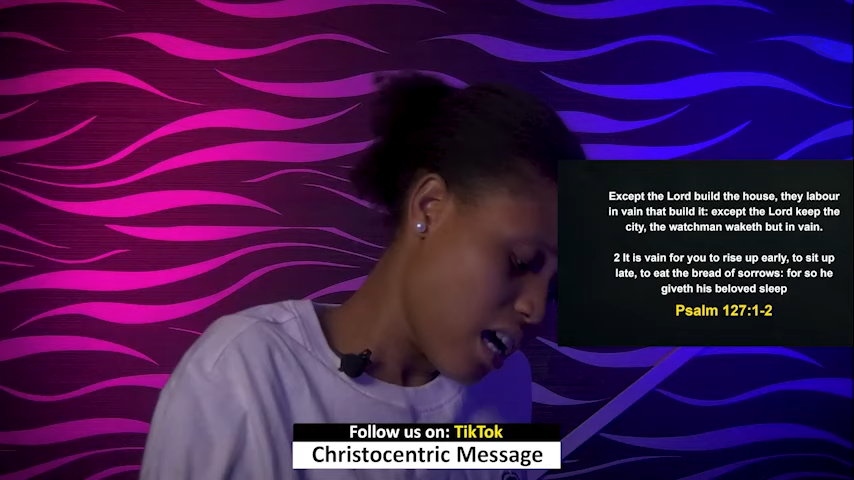 Except the Lord build the house, they labour
in vain that build it: except the Lord keep the
city, the watchman waketh but in vain.
2 It is vain for you to rise up early, to sit up
late, to eat the bread of sorrows: for so he
giveth his beloved sleep
Psalm 127:1-2
Follow us on: TikTok
Christocentric Message